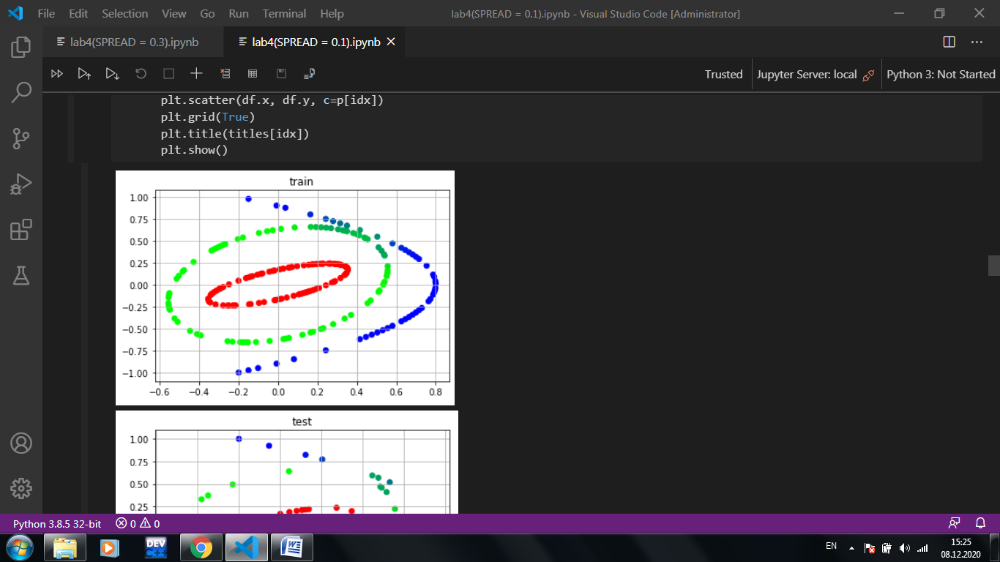 File Edit Selection View Go Run Terminal Help
lab4(SPREAD = 0.1).ipynb - Visual Studio Code [Administrator]
lab4(SPREAD = 0.3).ipynb
lab4(SPREAD = 0.1).ipynb
Trusted
Jupyter Server: local
Python 3: Not Started
plt.scatter(df.x, df.y, c=p[idx])
plt.grid(True)
plt.title(titles[idx])
plt.show()
train
1.00
0.75
0.50
0.25
0.00
−0.25
−0.50
−0.75
−1.00
−0.6 −0.4 −0.2 0.0 0.2 0.4 0.6 0.8
test
1.00
0.75
0.50
0.25
Python 3.8.5 32-bit
0
0
DEV
C++
W
EN
15:25
08.12.2020